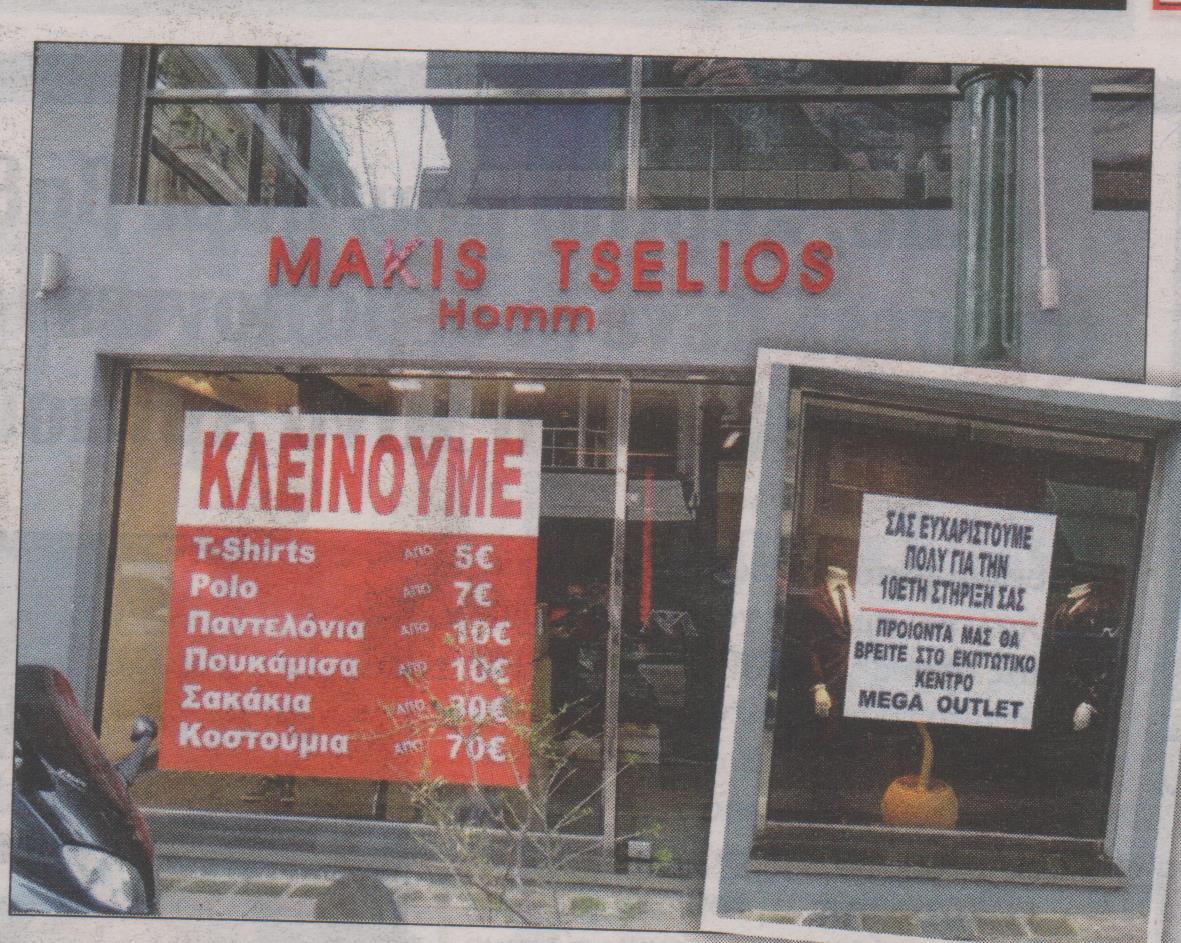 MAKIS TSELIOS
Homm
ΚΛΕΙΝΟΥΜΕ
T-Shirts ΑΠΟ 5€
Polo ΑΠΟ 7€
Παντελόνια ΑΠΟ 10€
Πουκάμισα ΑΠΟ 10€
Σακάκια ΑΠΟ 30€
Κοστούμια ΑΠΟ 70€
ΣΑΣ ΕΥΧΑΡΙΣΤΟΥΜΕ
ΠΟΛΥ ΓΙΑ ΤΗΝ
10ΕΤΗ ΣΤΗΡΙΞΗ ΣΑΣ
ΠΡΟΙΟΝΤΑ ΜΑΣ ΘΑ
ΒΡΕΙΤΕ ΣΤΟ ΕΚΠΤΩΤΙΚΟ
ΚΕΝΤΡΟ
MEGA OUTLET